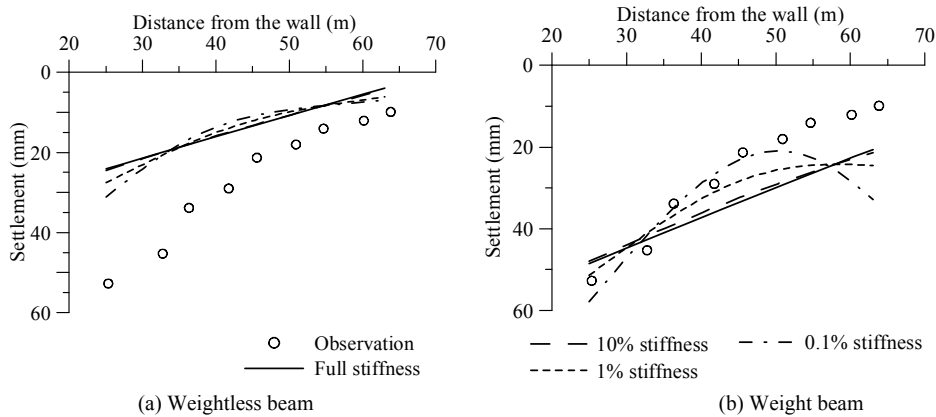 Distance from the wall (m)
20 30 40 50 60 70
0
20
40
60
Settlement (mm)
Observation
Full stiffness
(a) Weightless beam
Distance from the wall (m)
20 30 40 50 60 70
0
20
40
60
Settlement (mm)
10% stiffness
0.1% stiffness
1% stiffness
(b) Weight beam